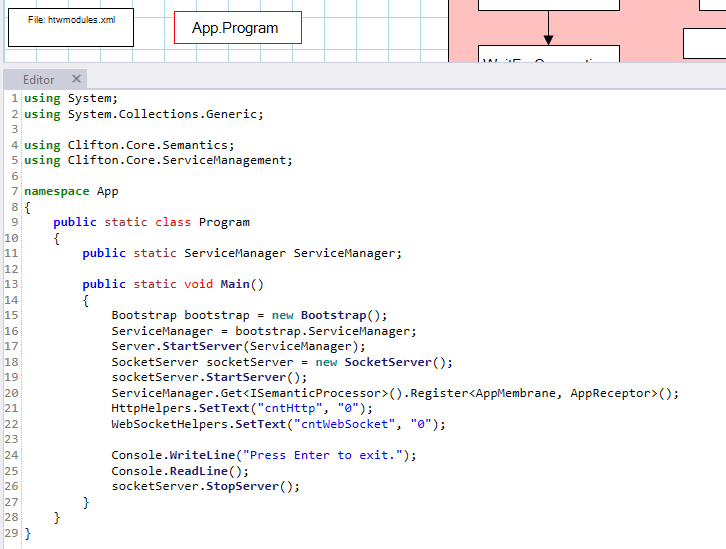 File: htwmodules.xml
App.Program
Editor ✕
1 using System;
2 using System.Collections.Generic;
3
4 using Clifton.Core.Semantics;
5 using Clifton.Core.ServiceManagement;
6
7 namespace App
8 {
9     public static class Program
10     {
11         public static ServiceManager ServiceManager;
12
13         public static void Main()
14         {
15             Bootstrap bootstrap = new Bootstrap();
16             ServiceManager = bootstrap.ServiceManager;
17             Server.StartServer(ServiceManager);
18             SocketServer socketServer = new SocketServer();
19             socketServer.StartServer();
20             ServiceManager.Get<ISemanticProcessor>().Register<AppMembrane, AppReceptor>();
21             HttpHelpers.SetText("cntHttp", "0");
22             WebSocketHelpers.SetText("cntWebSocket", "0");
23
24             Console.WriteLine("Press Enter to exit.");
25             Console.ReadLine();
26             socketServer.StopServer();
27         }
28     }
29 }